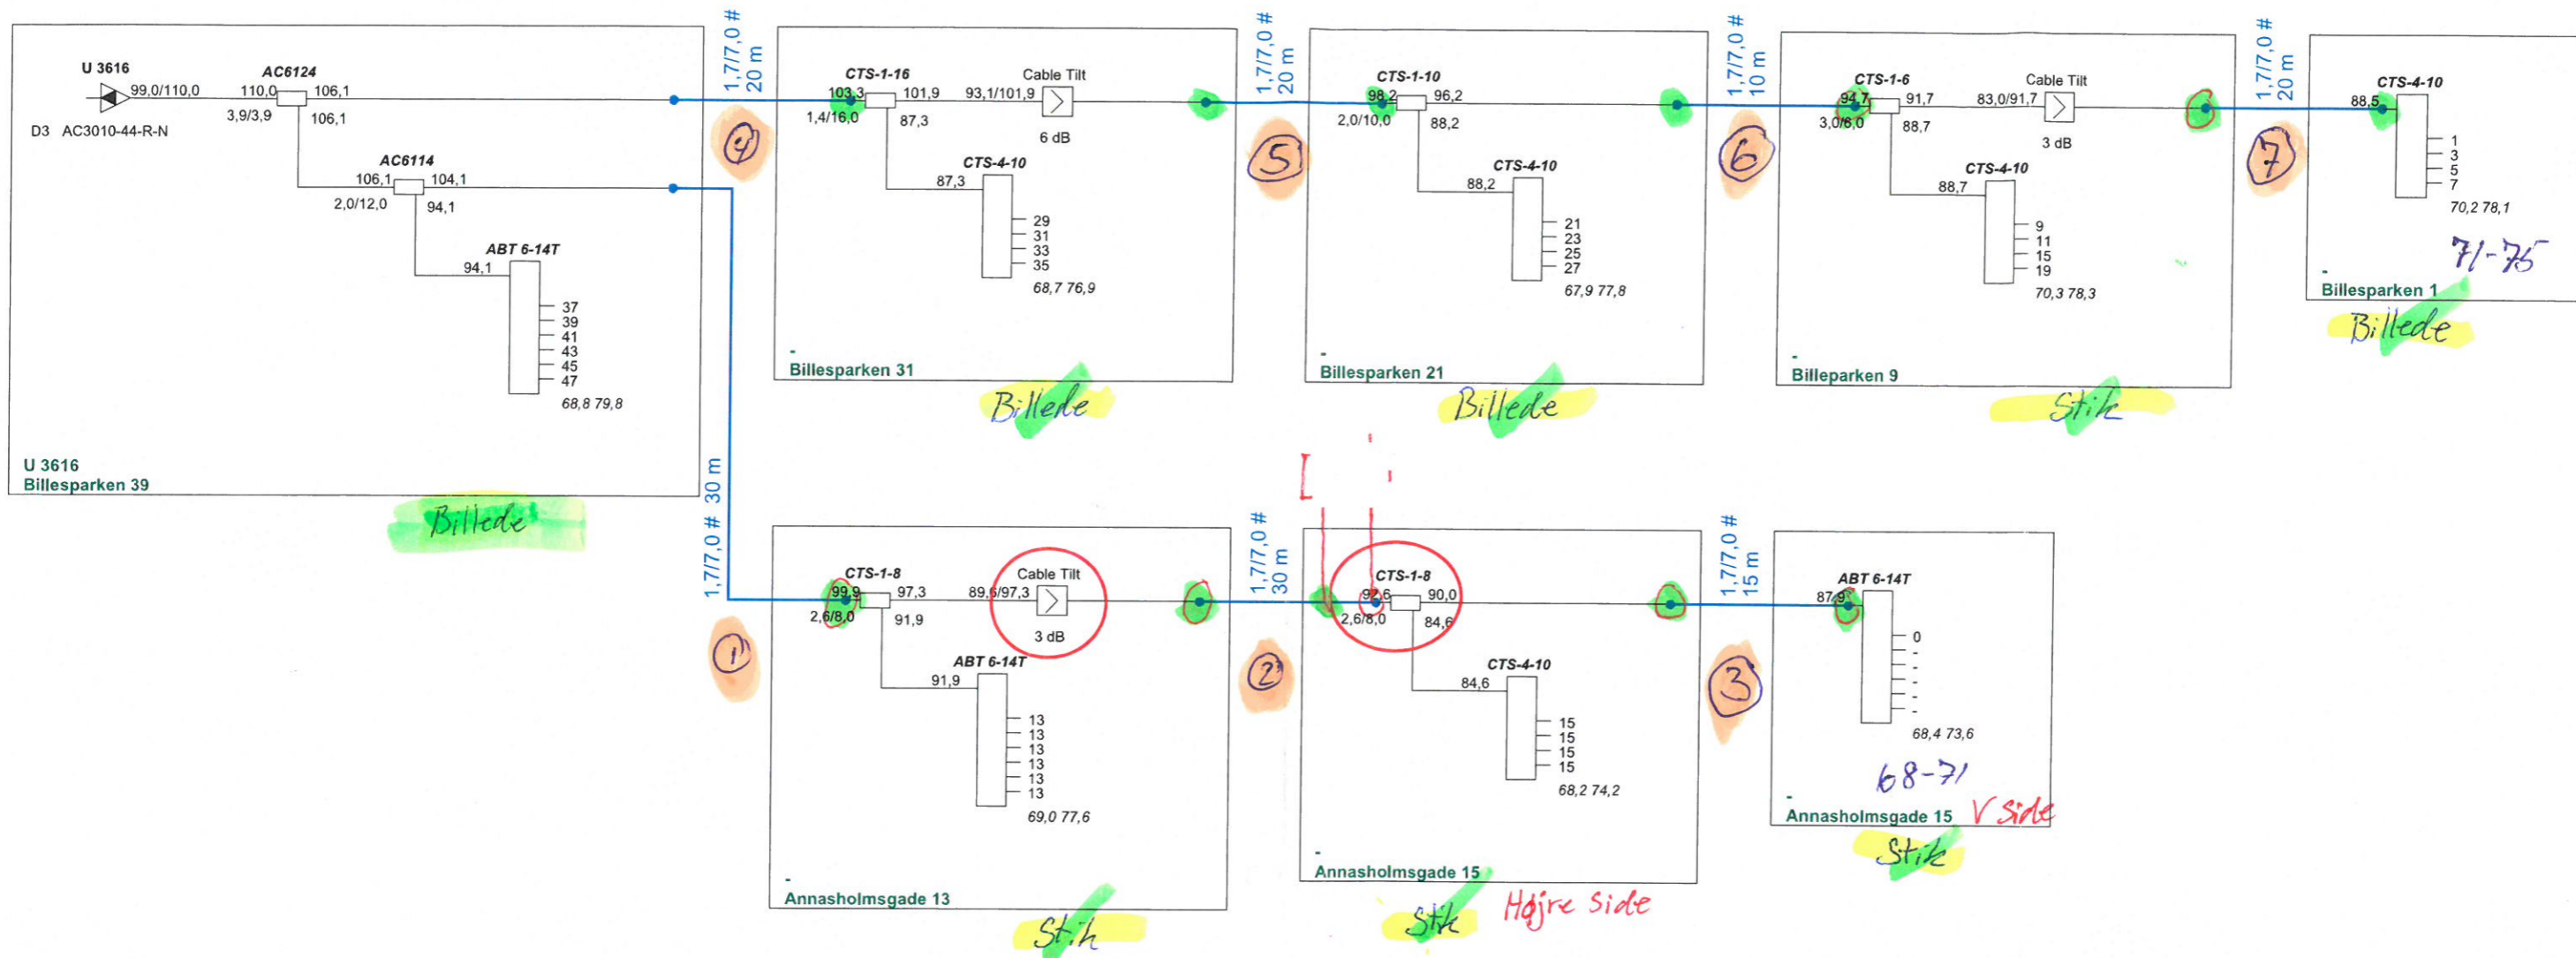 U 3616
99,0/110,0
D3 AC3010-44-R-N
AC6124
110,0
106,1
3,9/3,9
106,1
AC6114
106,1
104,1
2,0/12,0
94,1
ABT 6-14T
94,1
37
39
41
43
45
47
68,8 79,8
U 3616
Billesparken 39
Billede
1,7/7,0 #
20 m
4
CTS-1-16
103,3
101,9
1,4/16,0
87,3
93,1/101,9
Cable Tilt
6 dB
CTS-4-10
87,3
29
31
33
35
68,7 76,9
-
Billesparken 31
Billede
1,7/7,0 #
20 m
5
CTS-1-10
98,2
96,2
2,0/10,0
88,2
CTS-4-10
88,2
21
23
25
27
67,9 77,8
-
Billesparken 21
Billede
1,7/7,0 #
10 m
6
CTS-1-6
94,7
91,7
3,0/6,0
88,7
83,0/91,7
Cable Tilt
3 dB
CTS-4-10
88,7
9
11
15
19
70,3 78,3
-
Billeparken 9
Stik
1,7/7,0 #
20 m
7
CTS-4-10
88,5
1
3
5
7
70,2 78,1
71-75
-
Billesparken 1
Billede
1,7/7,0 # 30 m
1
CTS-1-8
99,9
97,3
2,6/8,0
91,9
89,6/97,3
Cable Tilt
3 dB
ABT 6-14T
91,9
13
13
13
13
13
13
69,0 77,6
-
Annasholmsgade 13
Stik
1,7/7,0 #
30 m
2
CTS-1-8
92,6
90,0
2,6/8,0
84,6
CTS-4-10
84,6
15
15
15
15
68,2 74,2
-
Annasholmsgade 15
Stik
Højre Side
1,7/7,0 #
15 m
3
ABT 6-14T
87,9
0
-
-
-
-
-
68,4 73,6
68-71
-
Annasholmsgade 15 V side
Stik